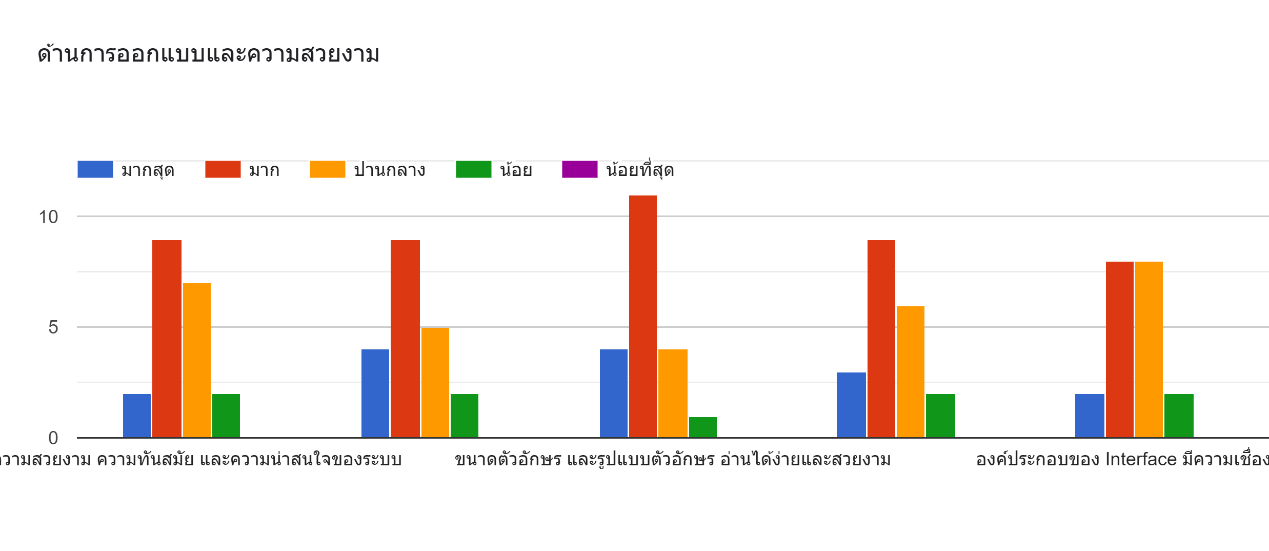 ด้านการออกแบบและความสวยงาม
มากสุด มาก ปานกลาง น้อย น้อยที่สุด
10
5
0
ความสวยงาม ความทันสมัย และความน่าสนใจของระบบ ขนาดตัวอักษร และรูปแบบตัวอักษร อ่านได้ง่ายและสวยงาม องค์ประกอบของ Interface มีความเชื่อง